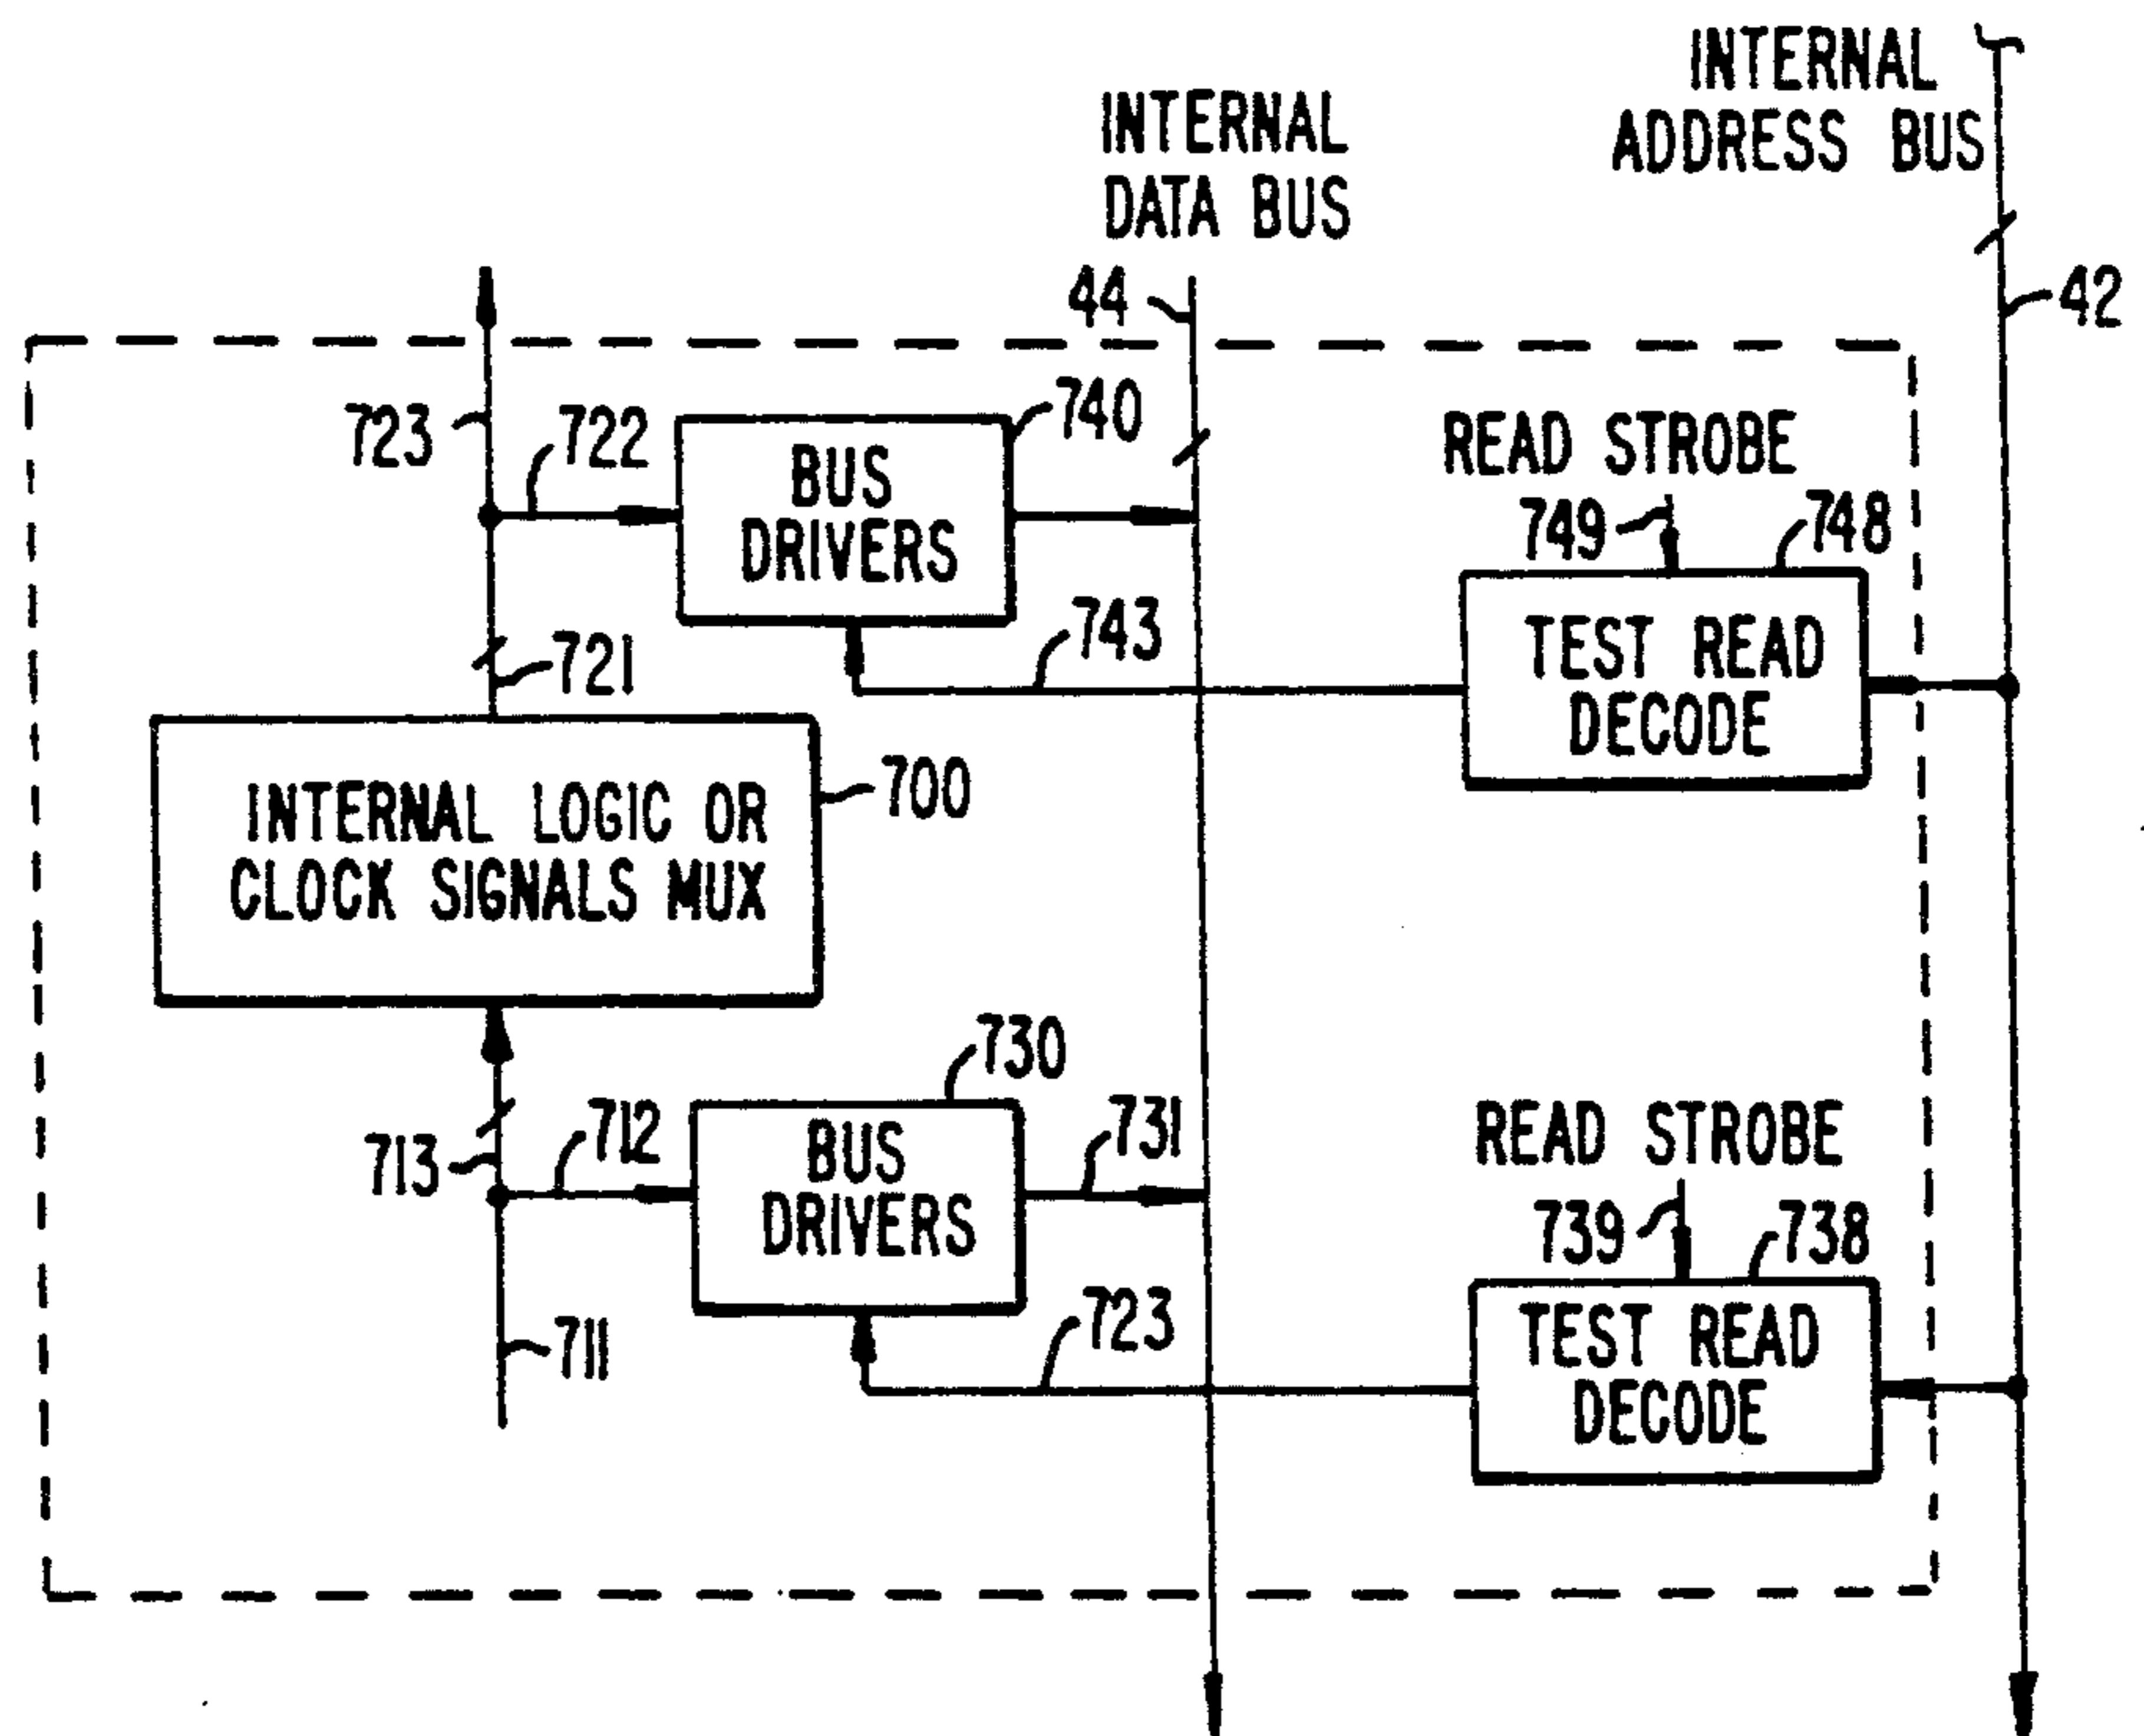 INTERNAL
ADDRESS BUS
INTERNAL
DATA BUS
44
42
723
722
740
BUS
DRIVERS
READ STROBE
749
748
743
TEST READ
DECODE
721
700
INTERNAL LOGIC OR
CLOCK SIGNALS MUX
730
713
712
731
BUS
DRIVERS
READ STROBE
739
738
723
711
TEST READ
DECODE